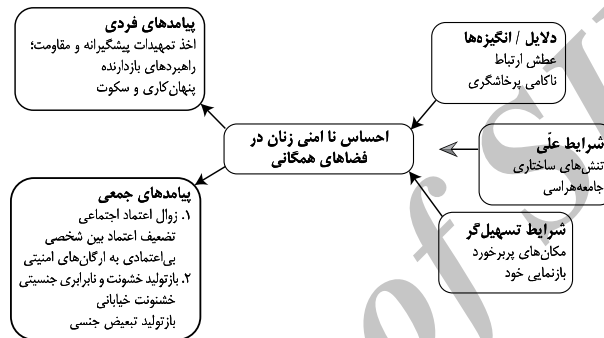 دلایل / انگیزه‌ها
عطش ارتباط
ناکامی پرخاشگری
شرایط علّی
تنش‌های ساختاری
جامعه‌هراسی
شرایط تسهیل‌گر
مکان‌های پربرخورد
بازنمایی خود
احساس نا امنی زنان در
فضاهای همگانی
پیامدهای فردی
اخذ تمهیدات پیشگیرانه و مقاومت؛
راهبردهای بازدارنده
پنهان‌کاری و سکوت
پیامدهای جمعی
۱. زوال اعتماد اجتماعی
تضعیف اعتماد بین شخصی
بی‌اعتمادی به ارگان‌های امنیتی
۲. بازتولید خشونت و نابرابری جنسیتی
خشنونت خیابانی
بازتولید تبعیض جنسی
of